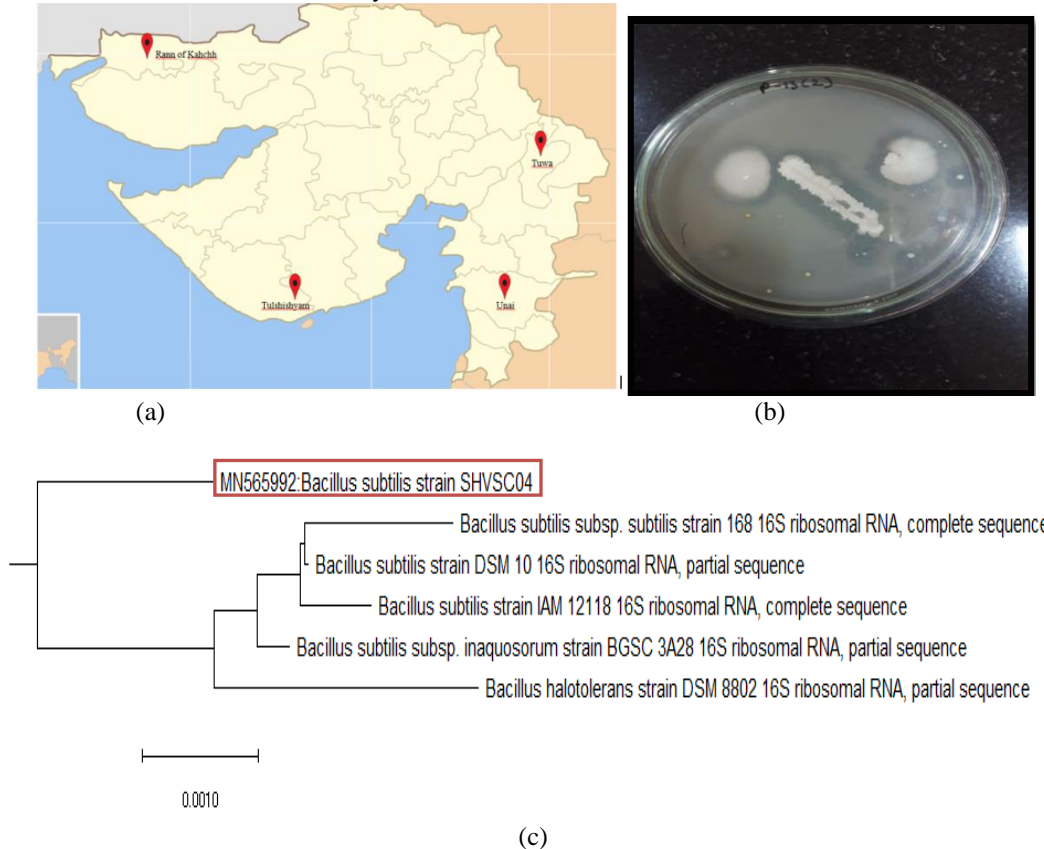 Rann of Kahchh
Tuwa
Tulshishyam
Unai
P-13(2)
(a)
(b)
MN565992:Bacillus subtilis strain SHVSC04
Bacillus subtilis subsp. subtilis strain 168 16S ribosomal RNA, complete sequence
Bacillus subtilis strain DSM 10 16S ribosomal RNA, partial sequence
Bacillus subtilis strain IAM 12118 16S ribosomal RNA, complete sequence
Bacillus subtilis subsp. inaquosorum strain BGSC 3A28 16S ribosomal RNA, partial sequence
Bacillus halotolerans strain DSM 8802 16S ribosomal RNA, partial sequence
0.0010
(c)